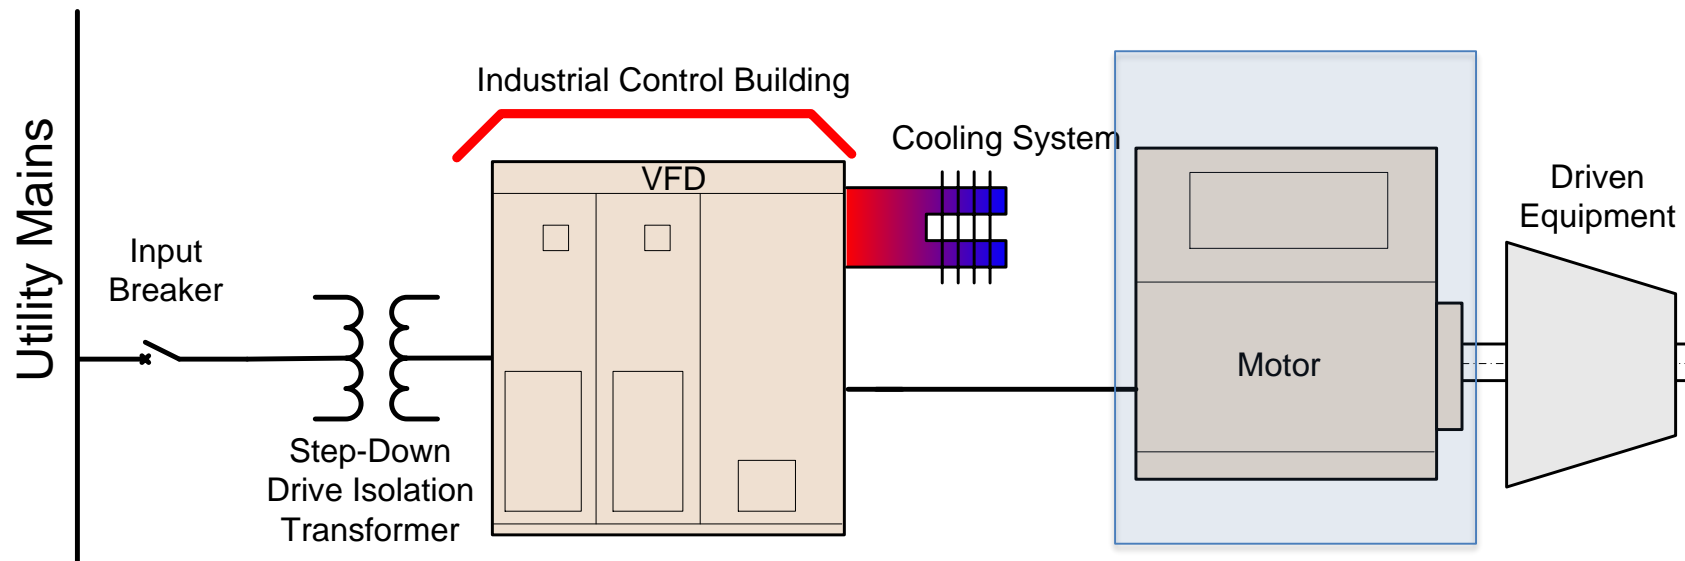 Utility Mains
Input
Breaker
Step-Down
Drive Isolation
Transformer
Industrial Control Building
VFD
Cooling System
Motor
Driven
Equipment